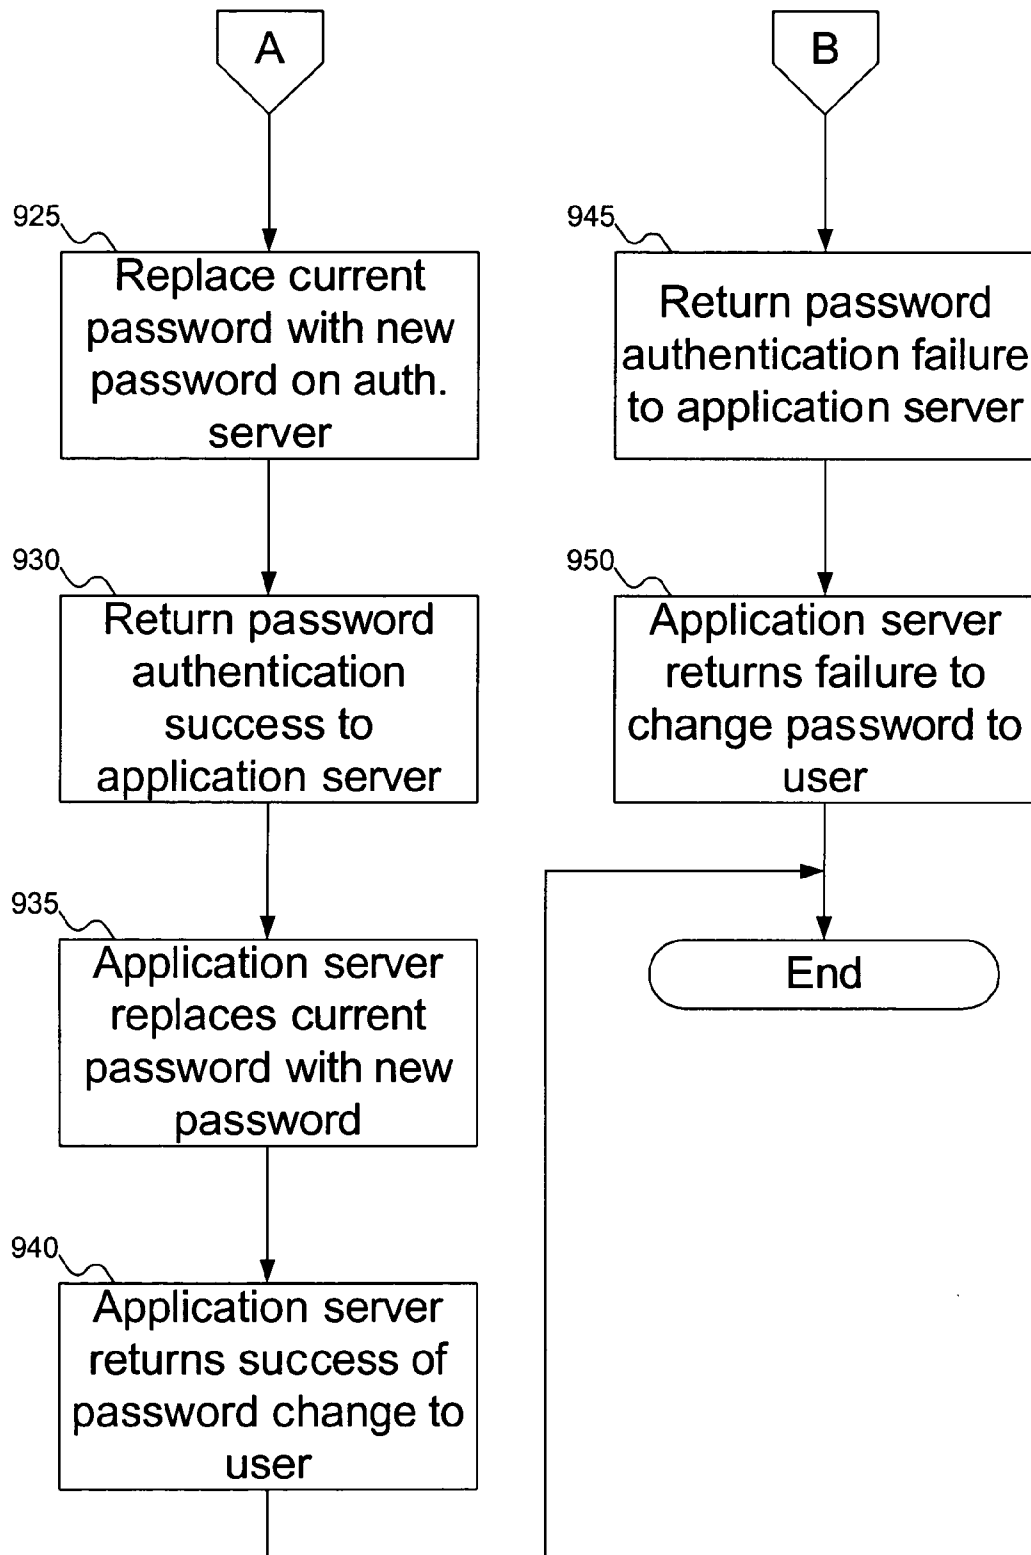 A
925
Replace current
password with new
password on auth.
server
930
Return password
authentication
success to
application server
935
Application server
replaces current
password with new
password
940
Application server
returns success of
password change to
user
B
945
Return password
authentication failure
to application server
950
Application server
returns failure to
change password to
user
End